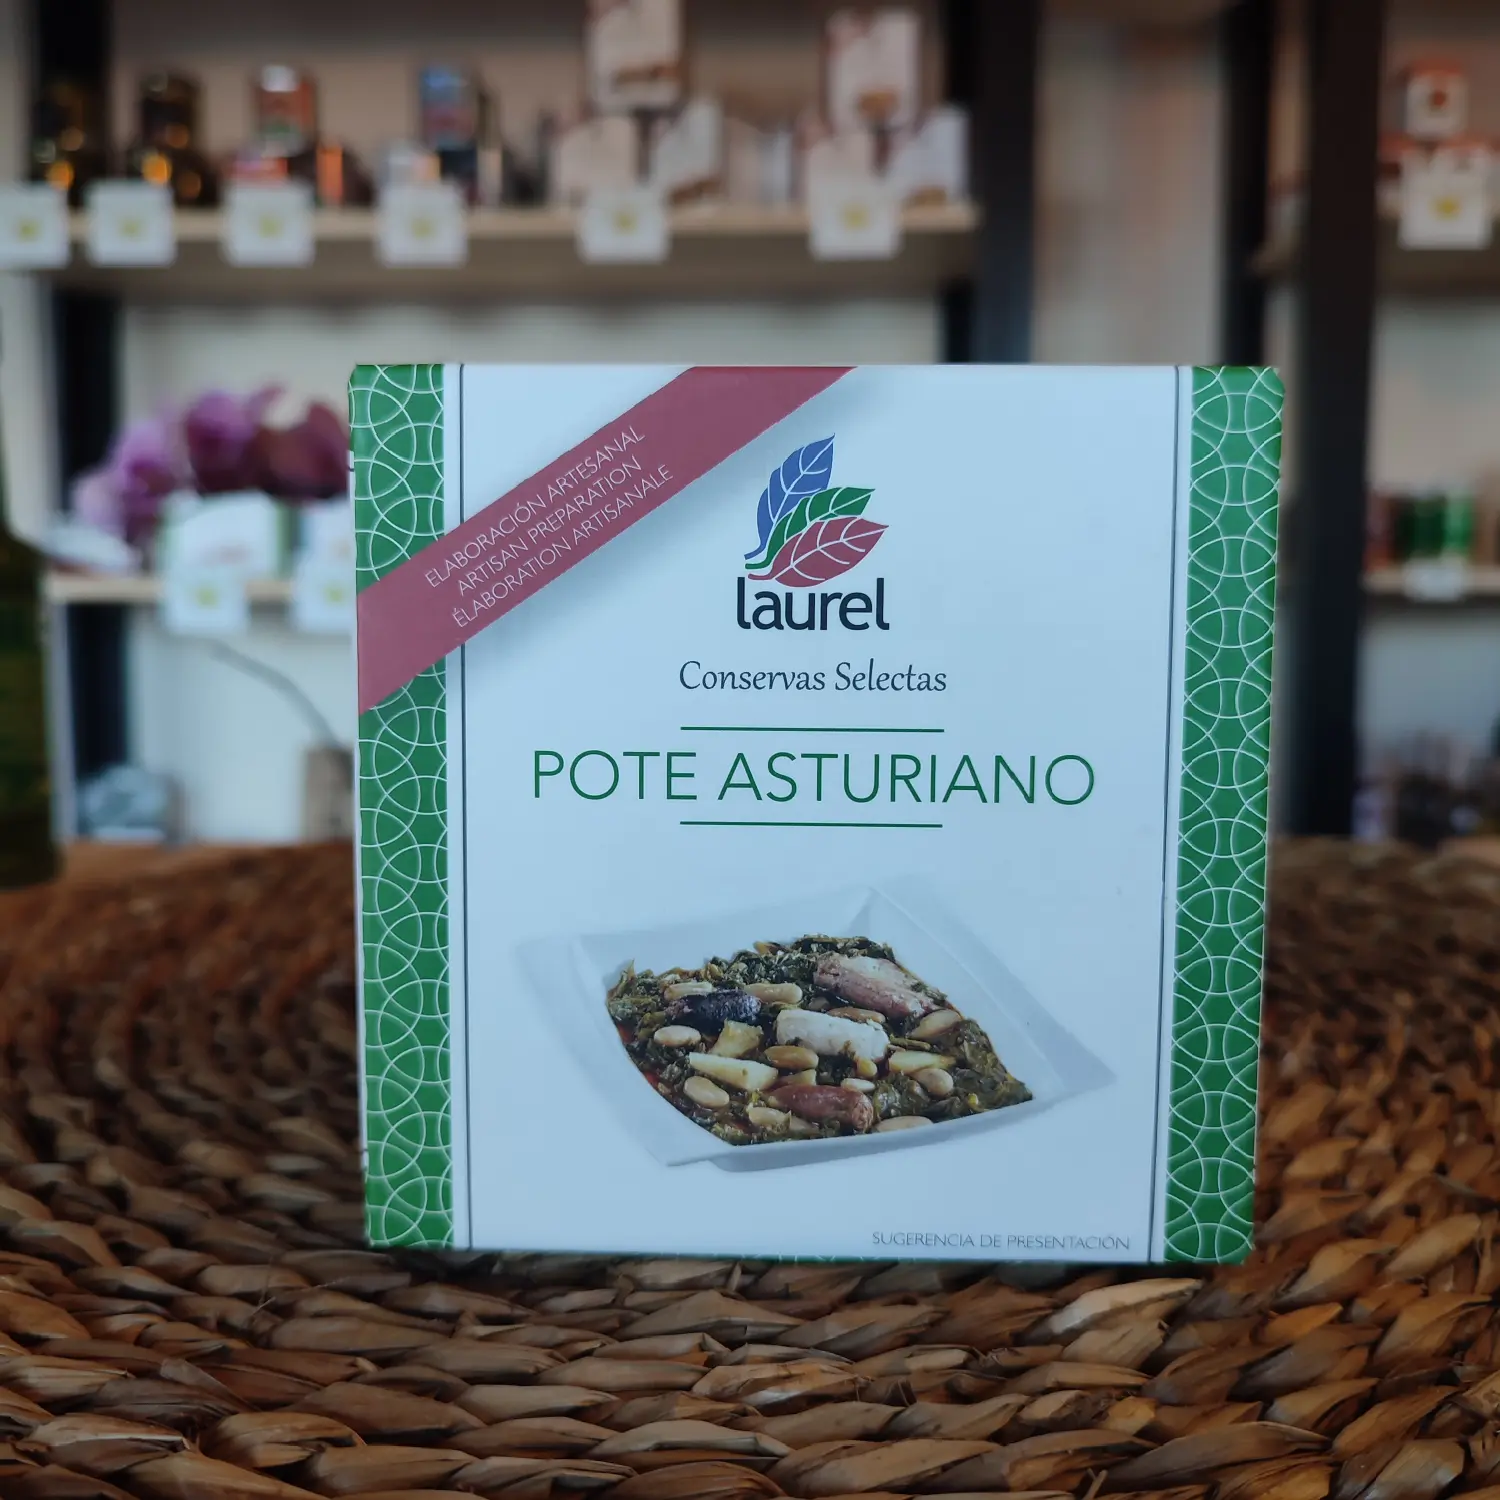 ELABORACIÓN ARTESANAL
ARTISAN PREPARATION
ÉLABORATION ARTISANALE
laurel
Conservas Selectas
POTE ASTURIANO
SUGERENCIA DE PRESENTACIÓN